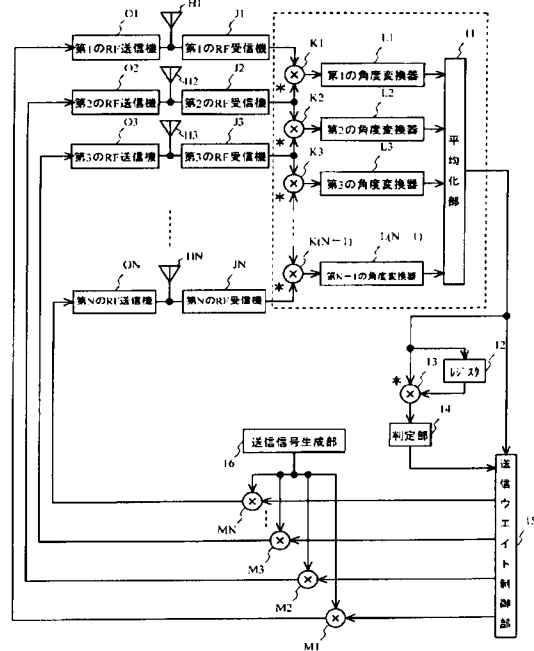 O1
H1
J1
第1のRF送信機
第1のRF受信機
K1
L1
第1の角度変換器
11
*
O2
H2
J2
第2のRF送信機
第2のRF受信機
K2
L2
第2の角度変換器
*
O3
H3
J3
第3のRF送信機
第3のRF受信機
K3
L3
第3の角度変換器
*
平均化部
ON
HN
JN
第NのRF送信機
第NのRF受信機
K(N-1)
L(N-1)
第N-1の角度変換器
*
12
レジスタ
*
13
14
判定部
送信信号生成部
16
送信ウエイト制御部
15
MN
M3
M2
M1